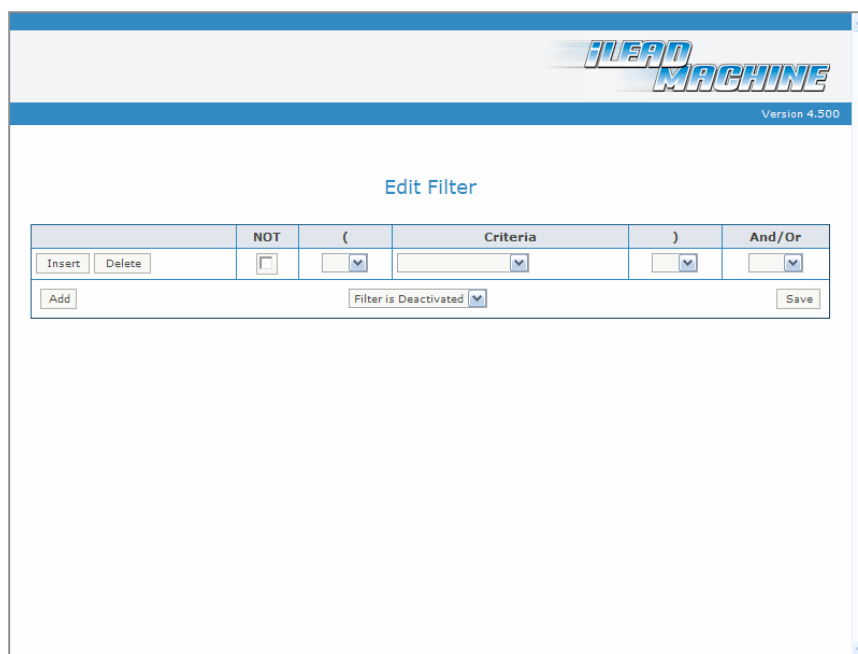 iLEAD
MACHINE
Version 4.500
Edit Filter
NOT ( Criteria ) And/Or
Insert Delete
Add Filter is Deactivated Save